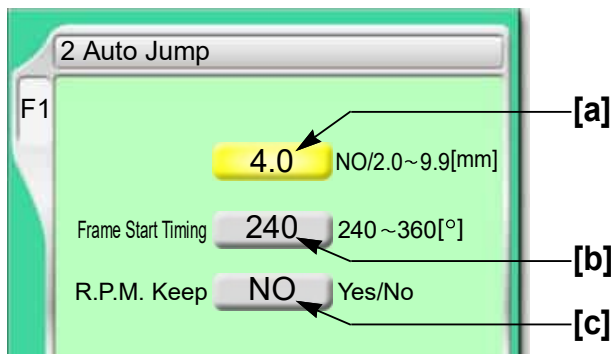 2 Auto Jump
F1
[a]
4.0 NO/2.0~9.9[mm]
Frame Start Timing 240 240~360[°]
[b]
R.P.M. Keep NO Yes/No
[c]